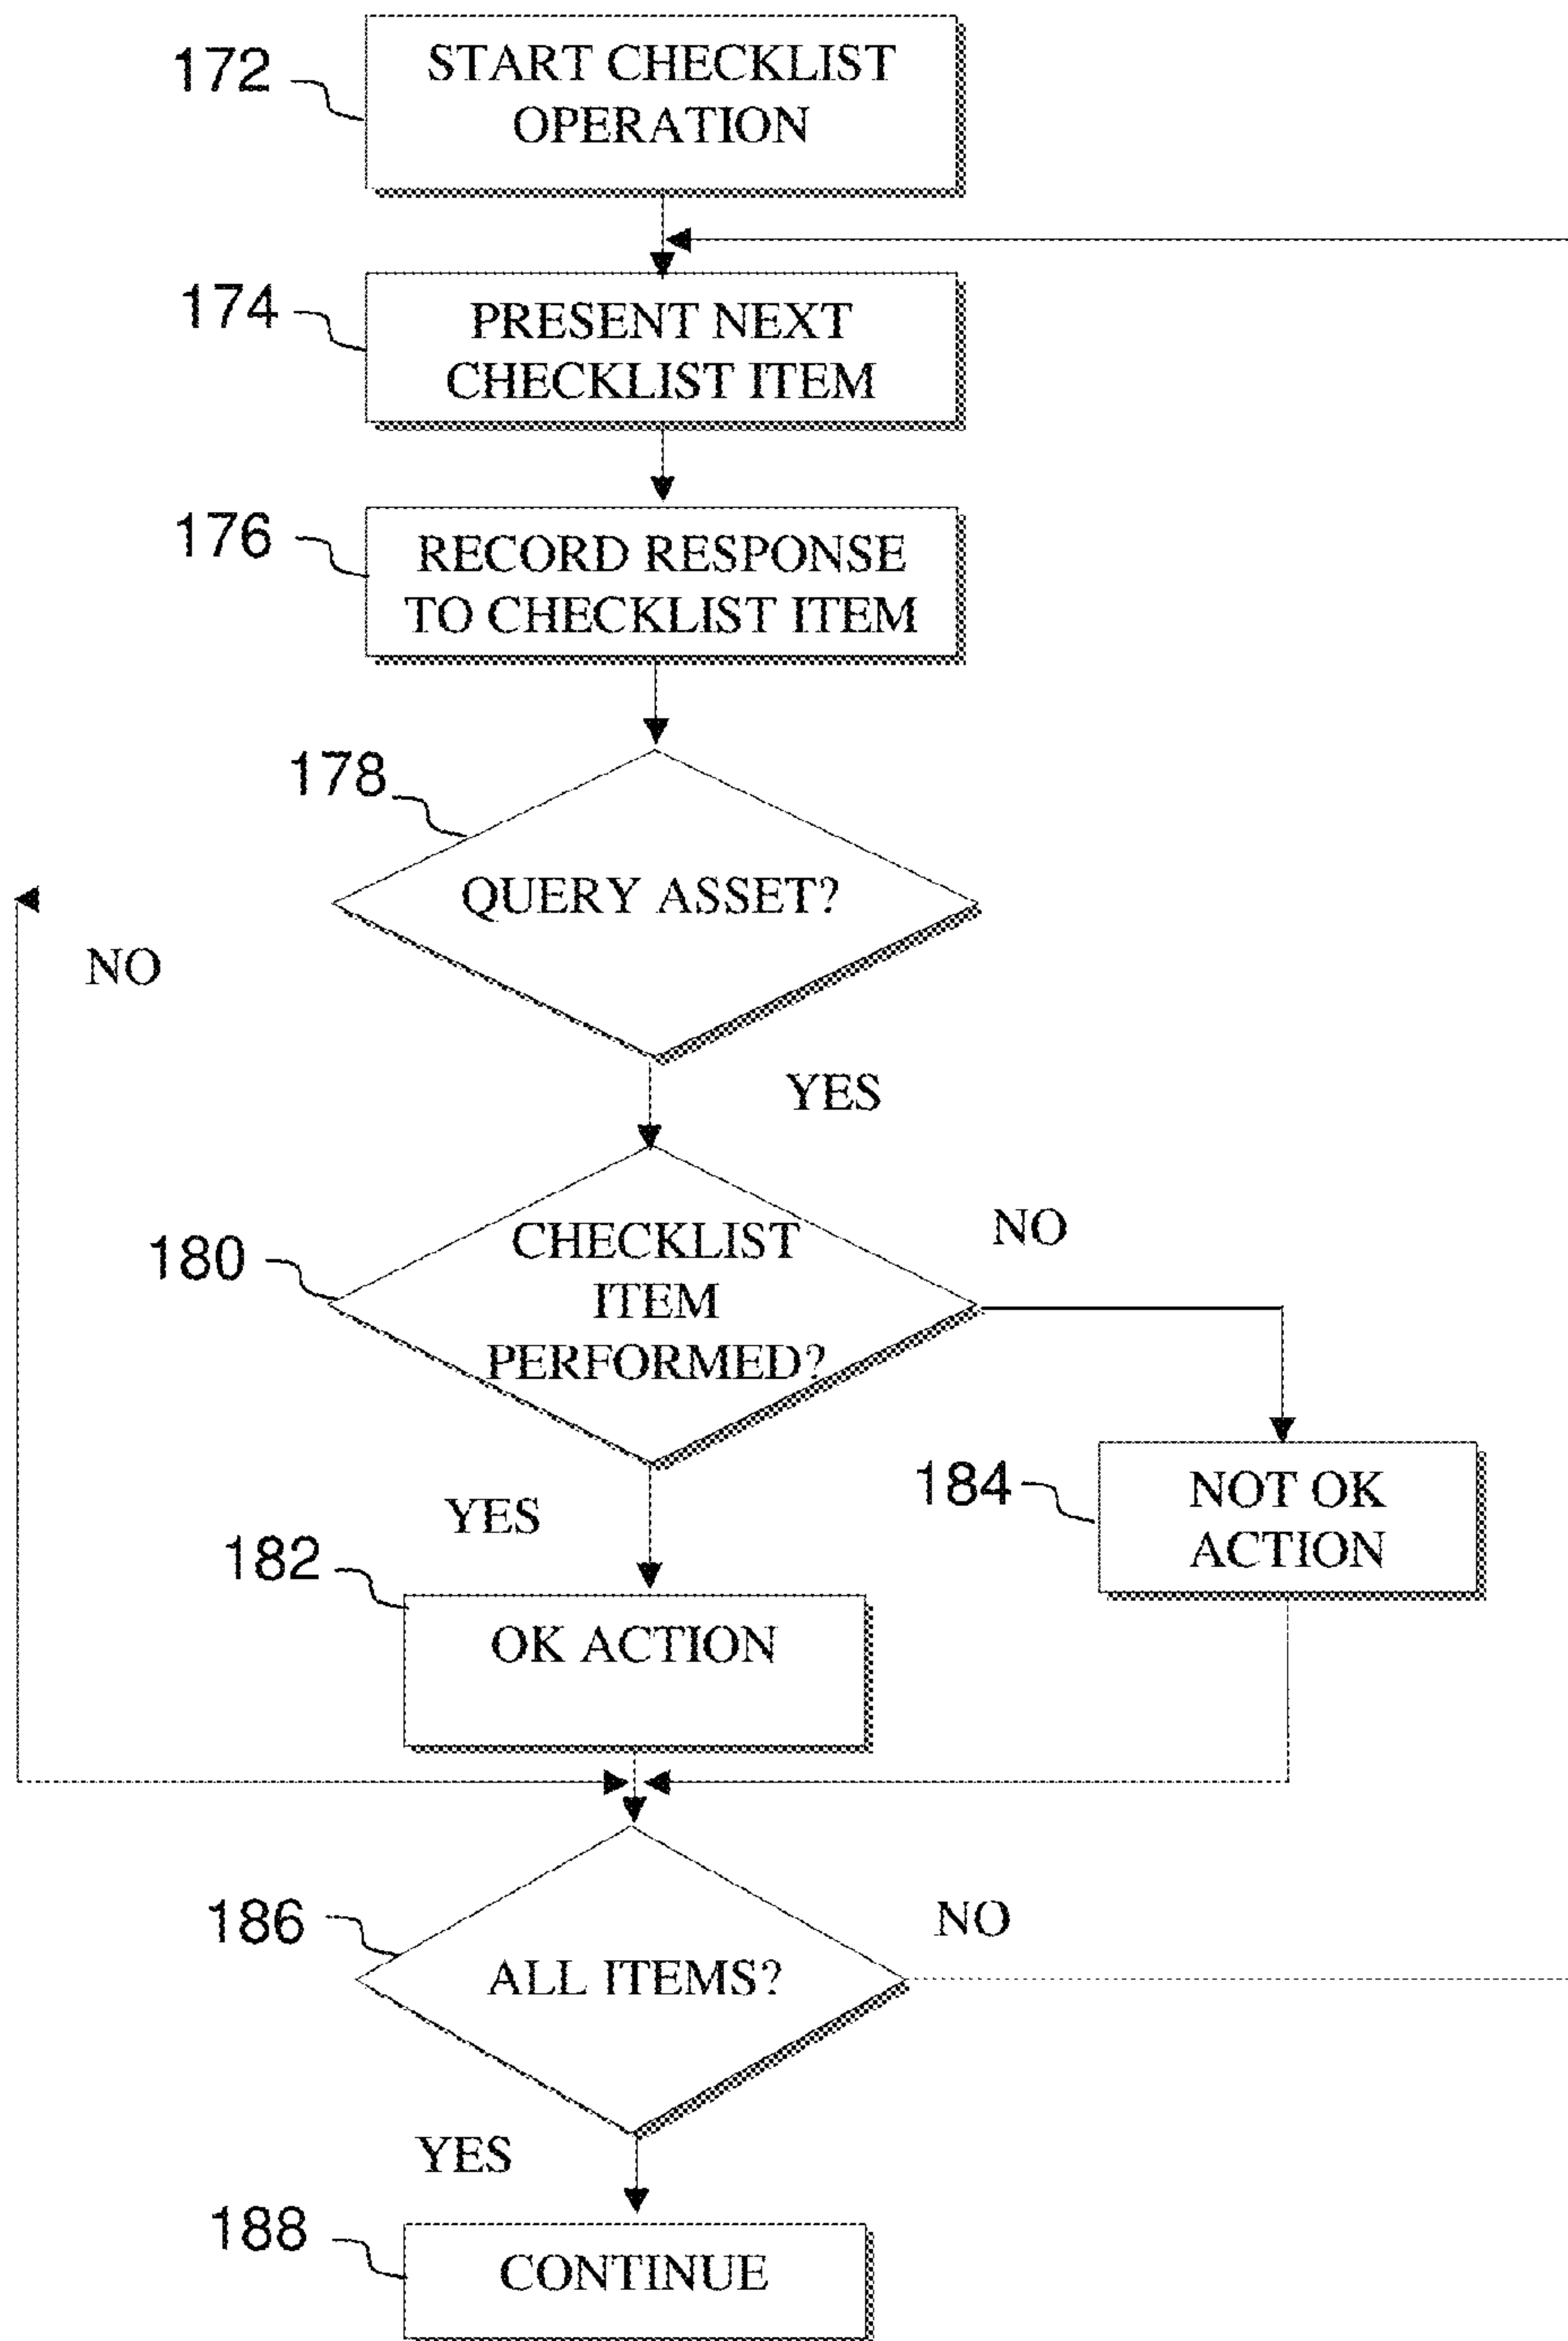 172
START CHECKLIST
OPERATION
174
PRESENT NEXT
CHECKLIST ITEM
176
RECORD RESPONSE
TO CHECKLIST ITEM
178
QUERY ASSET?
NO
YES
180
CHECKLIST
ITEM
PERFORMED?
NO
YES
184
NOT OK
ACTION
182
OK ACTION
186
ALL ITEMS?
NO
YES
188
CONTINUE